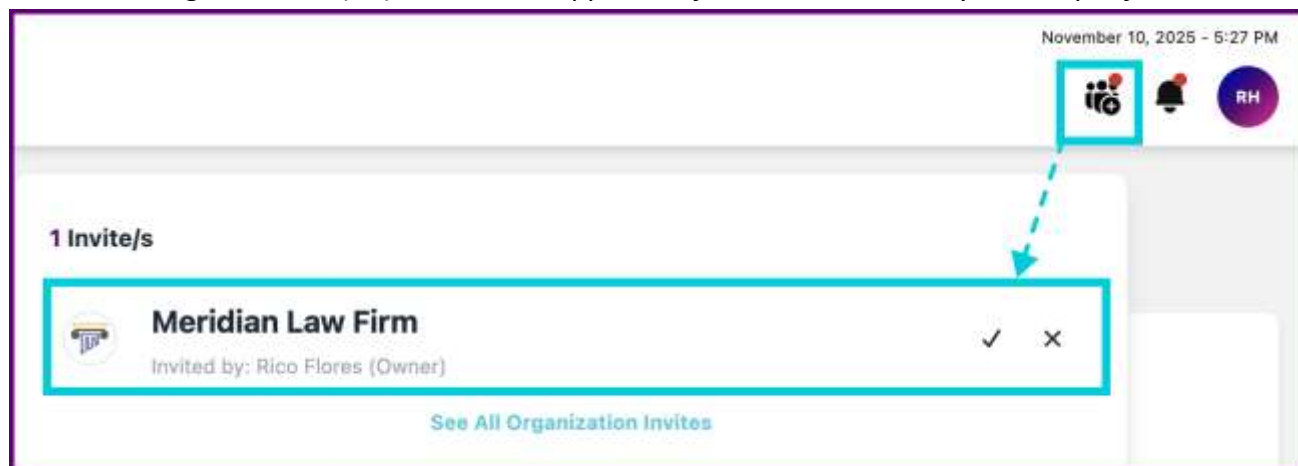 November 10, 2025 - 5:27 PM
RH
1 Invite/s
Meridian Law Firm
Invited by: Rico Flores (Owner)
See All Organization Invites